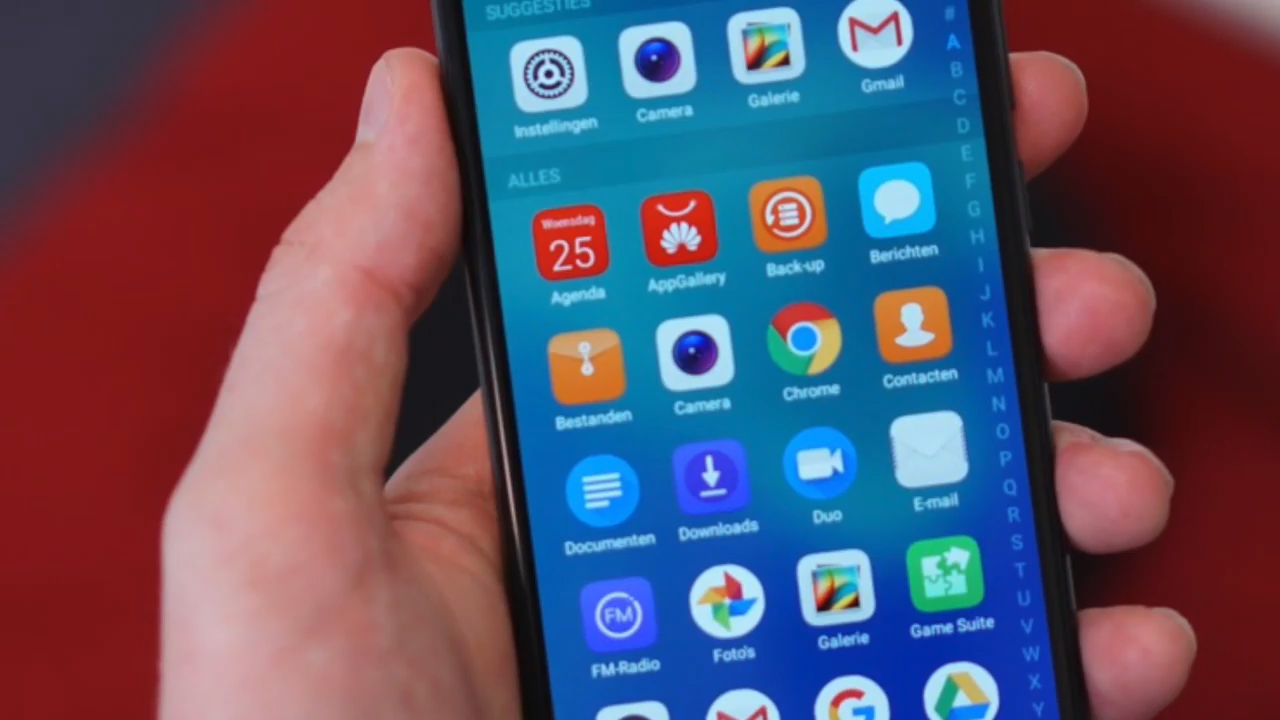 SUGGESTIES
Instellingen
Camera
Galerie
Gmail
ALLES
Woensdag
25
Agenda
AppGallery
Back-up
Berichten
Bestanden
Camera
Chrome
Contacten
Documenten
Downloads
Duo
E-mail
FM
FM-Radio
Foto's
Galerie
Game Suite
#
A
B
C
D
E
F
G
H
I
J
K
L
M
N
O
P
Q
R
S
T
U
V
W
X
Y